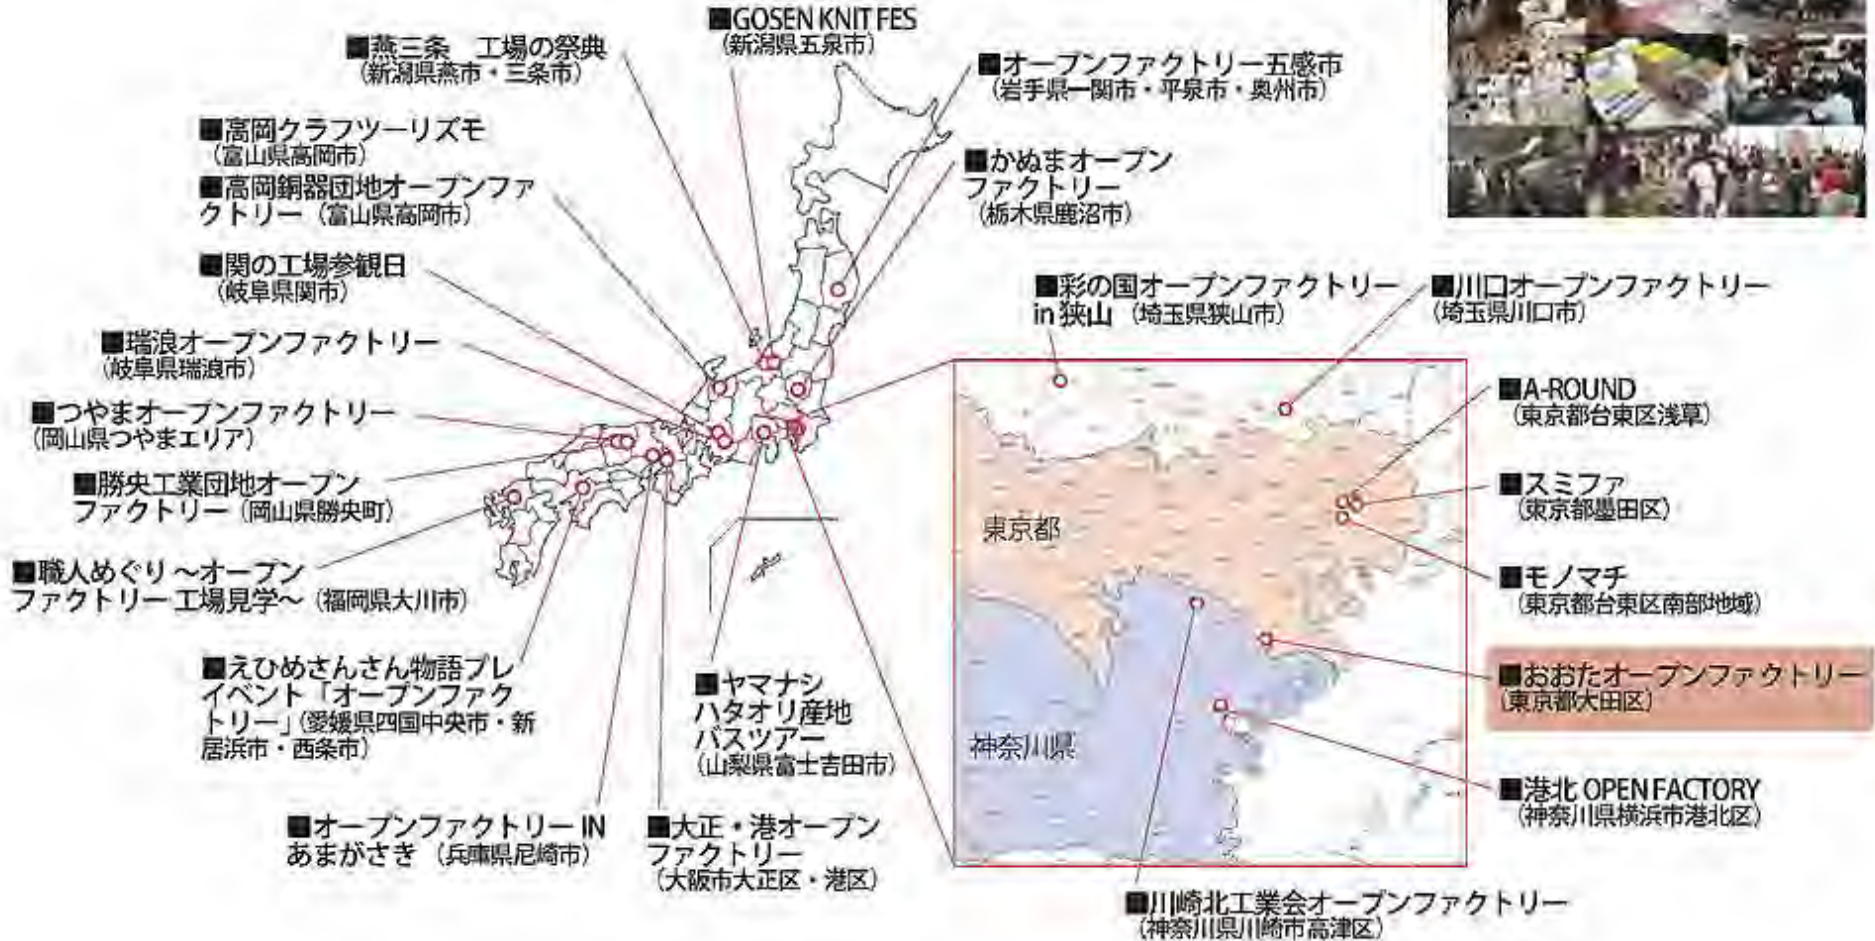 ■GOSEN KNIT FES
(新潟県五泉市)
■燕三条　工場の祭典
(新潟県燕市・三条市)
■オープンファクトリー五感市
(岩手県一関市・平泉市・奥州市)
■高岡クラフツーリズモ
(富山県高岡市)
■高岡銅器団地オープンファ
クトリー (富山県高岡市)
■かぬまオープン
ファクトリー
(栃木県鹿沼市)
■関の工場参観日
(岐阜県関市)
■瑞浪オープンファクトリー
(岐阜県瑞浪市)
■つやまオープンファクトリー
(岡山県つやまエリア)
■勝央工業団地オープン
ファクトリー (岡山県勝央町)
■職人めぐり～オープン
ファクトリー工場見学～ (福岡県大川市)
■えひめさんさん物語プレ
イベント「オープンファク
トリー」(愛媛県四国中央市・新
居浜市・西条市)
■ヤマナシ
ハタオリ産地
バスツアー
(山梨県富士吉田市)
■オープンファクトリー IN
あまがさき (兵庫県尼崎市)
■大正・港オープン
ファクトリー
(大阪市大正区・港区)
■彩の国オープンファクトリー
in 狭山 (埼玉県狭山市)
■川口オープンファクトリー
(埼玉県川口市)
東京都
神奈川県
■A-ROUND
(東京都台東区浅草)
■スミファ
(東京都墨田区)
■モノマチ
(東京都台東区南部地域)
■おおたオープンファクトリー
(東京都大田区)
■港北 OPEN FACTORY
(神奈川県横浜市港北区)
■川崎北工業会オープンファクトリー
(神奈川県川崎市高津区)